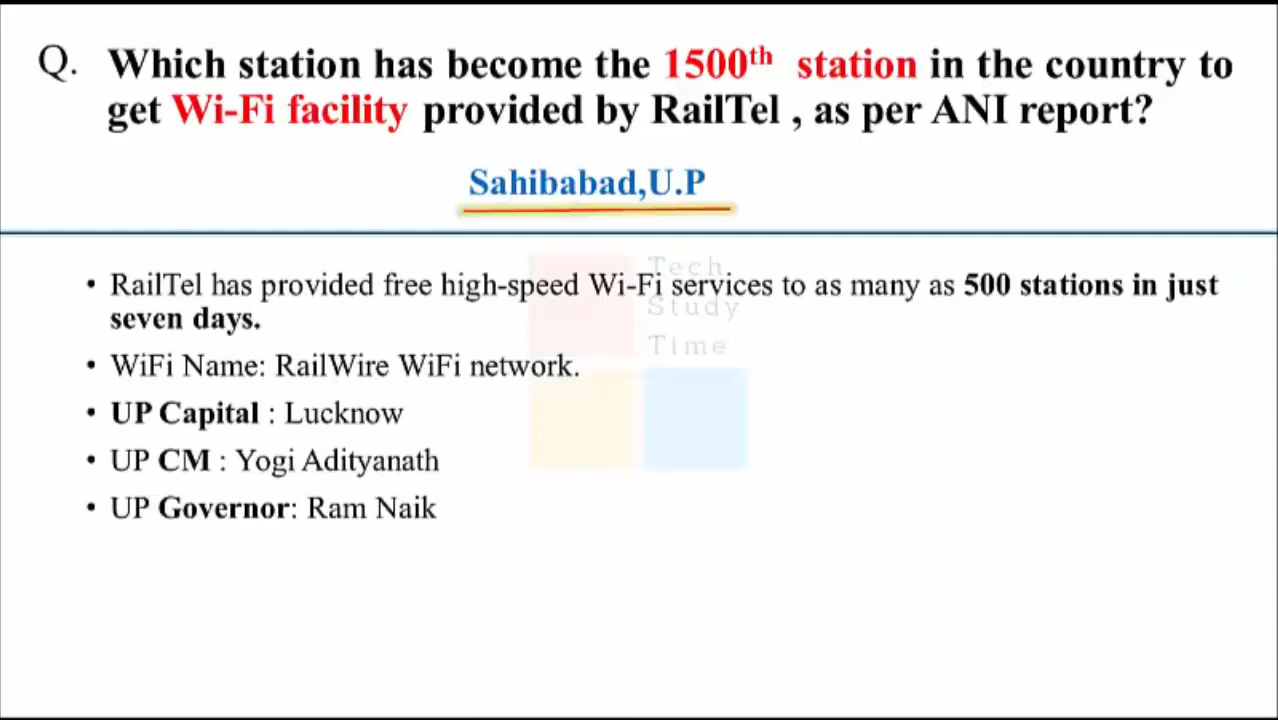 Q. Which station has become the 1500th station in the country to
get Wi-Fi facility provided by RailTel , as per ANI report?
Sahibabad,U.P
Tech
Study
Time
• RailTel has provided free high-speed Wi-Fi services to as many as 500 stations in just
seven days.
• WiFi Name: RailWire WiFi network.
• UP Capital : Lucknow
• UP CM : Yogi Adityanath
• UP Governor: Ram Naik